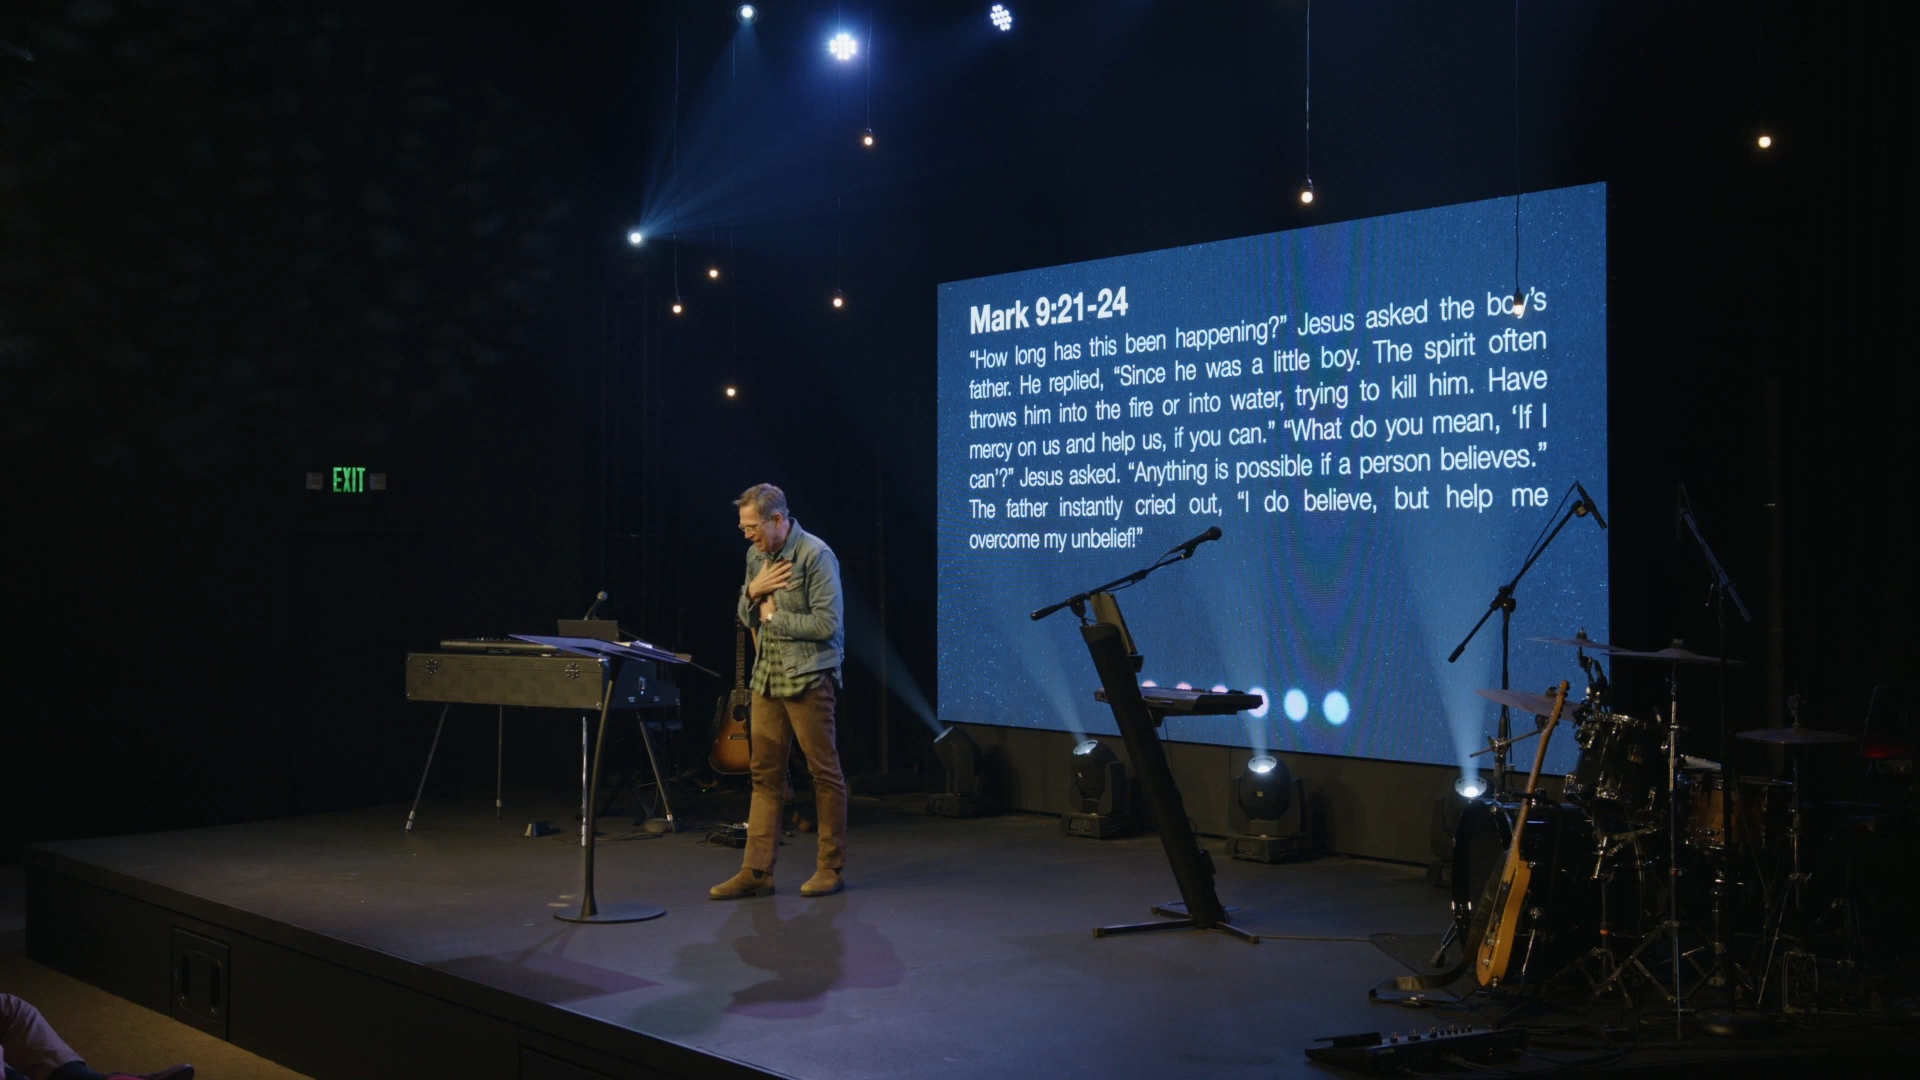 EXIT
Mark 9:21-24
“How long has this been happening?” Jesus asked the boy’s
father. He replied, “Since he was a little boy. The spirit often
throws him into the fire or into water, trying to kill him. Have
mercy on us and help us, if you can.” “What do you mean, ‘If I
can’?” Jesus asked. “Anything is possible if a person believes.”
The father instantly cried out, “I do believe, but help me
overcome my unbelief!”